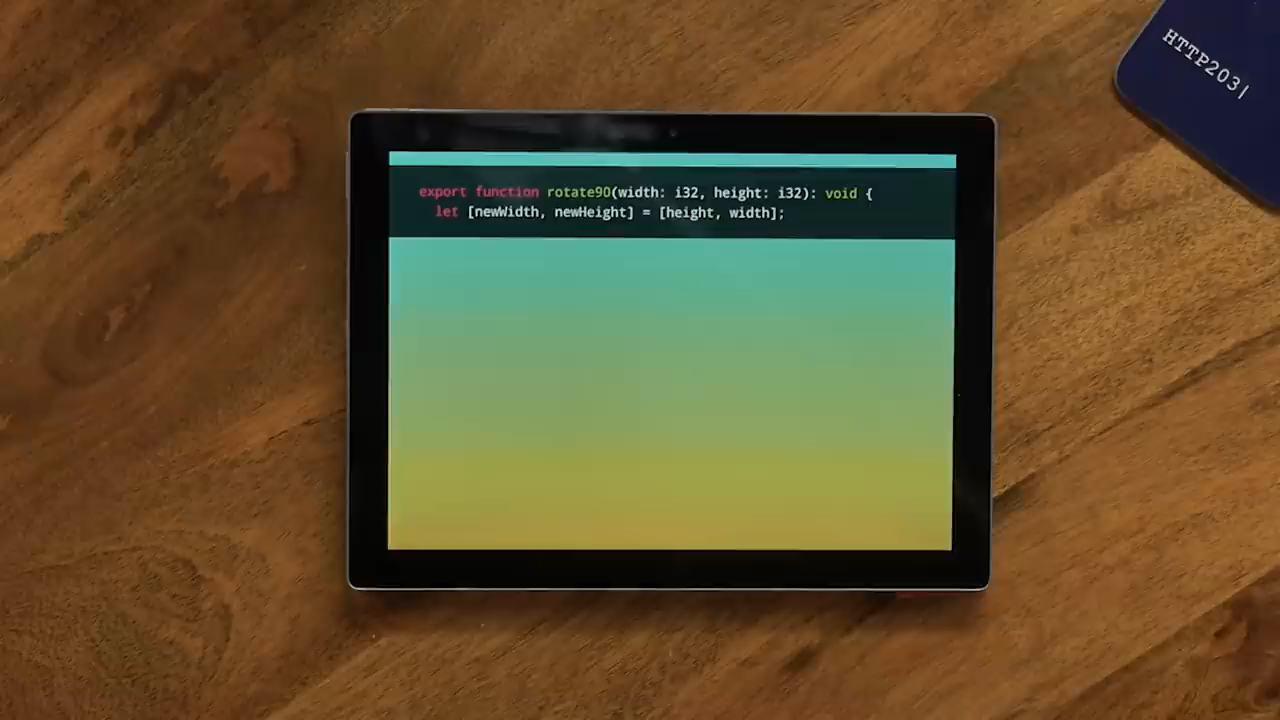 HTTP203|
export function rotate90(width: i32, height: i32): void {
let [newWidth, newHeight] = [height, width];